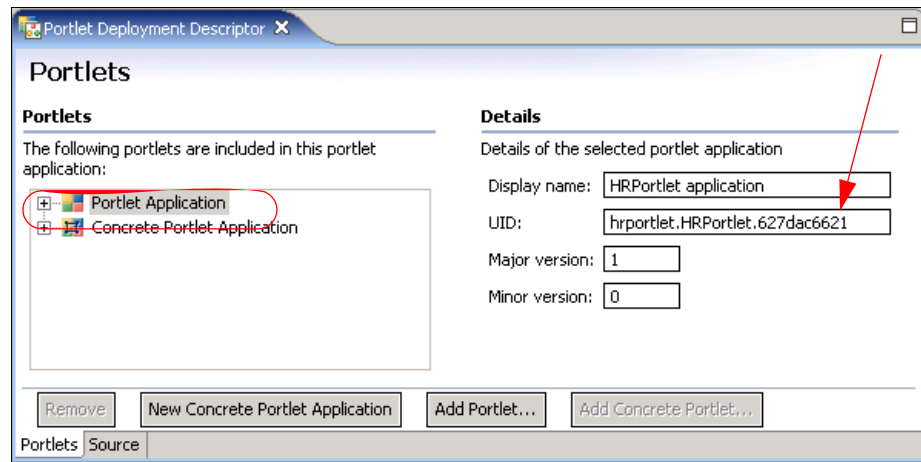 Portlet Deployment Descriptor
Portlets
Portlets
The following portlets are included in this portlet
application:
Portlet Application
Concrete Portlet Application
Details
Details of the selected portlet application
Display name: HRPortlet application
UID: hrportlet.HRPortlet.627dac6621
Major version: 1
Minor version: 0
Remove New Concrete Portlet Application Add Portlet... Add Concrete Portlet...
Portlets Source